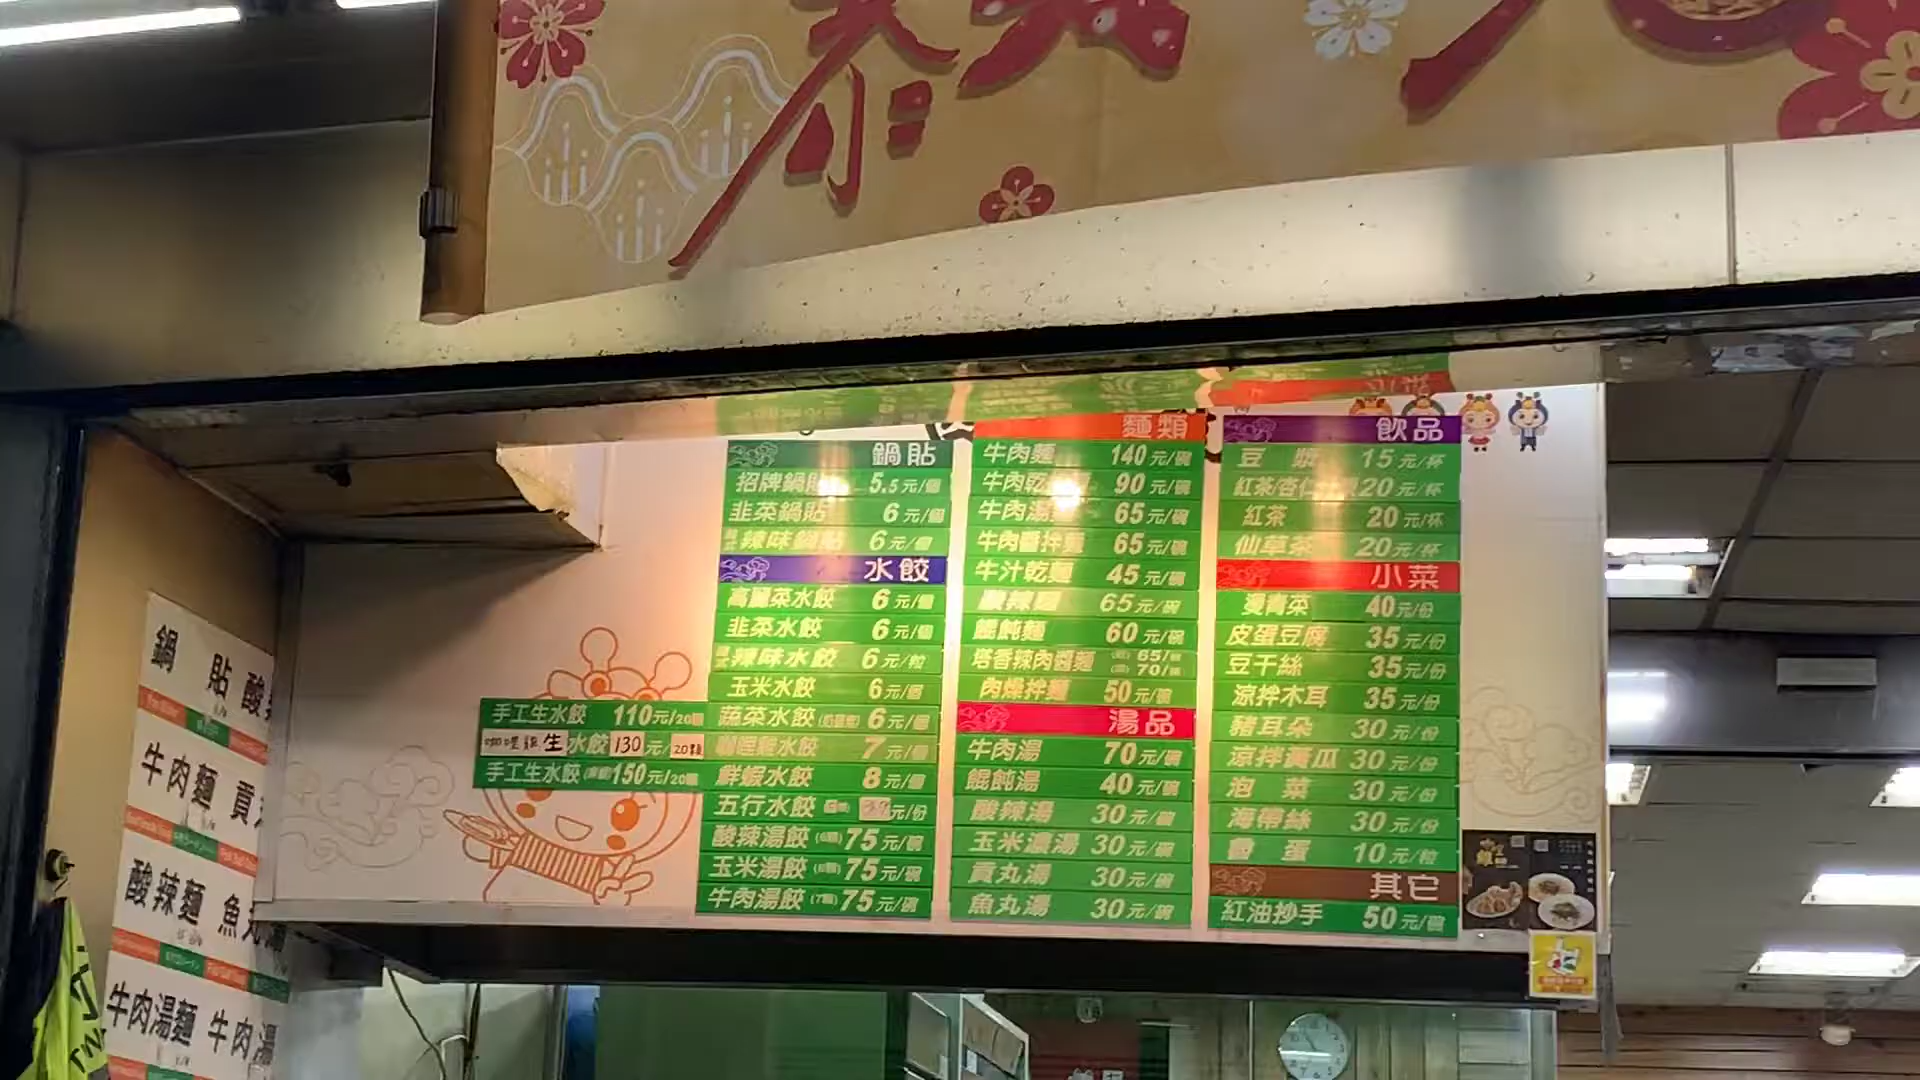 鍋貼
招牌鍋貼 5.5元/個
韭菜鍋貼 6元/個
辣味鍋貼 6元/個
水餃
高麗菜水餃 6元/個
韭菜水餃 6元/個
辣味水餃 6元/粒
玉米水餃 6元/個
蔬菜水餃 6元/個
咖哩雞水餃 7元/個
鮮蝦水餃 8元/個
五行水餃 元/份
酸辣湯餃 75元/碗
玉米湯餃 75元/碗
牛肉湯餃(7顆)75元/碗
手工生水餃 110元/20顆
生水餃 130元/20顆
手工生水餃 150元/20顆
麵類
牛肉麵 140元/碗
牛肉乾麵 90元/碗
牛肉湯麵 65元/碗
牛肉醬拌麵 65元/碗
牛汁乾麵 45元/碗
酸辣麵 65元/碗
餛飩麵 60元/碗
塔香辣肉醬麵 65/ 70/
肉燥拌麵 50元/碗
湯品
牛肉湯 70元/碗
餛飩湯 40元/碗
酸辣湯 30元/碗
玉米濃湯 30元/碗
貢丸湯 30元/碗
魚丸湯 30元/碗
飲品
豆漿 15元/杯
紅茶/杏仁 20元/杯
紅茶 20元/杯
仙草茶 20元/杯
小菜
燙青菜 40元/份
皮蛋豆腐 35元/份
豆干絲 35元/份
涼拌木耳 35元/份
豬耳朵 30元/份
涼拌黃瓜 30元/份
泡菜 30元/份
海帶絲 30元/份
魯蛋 10元/粒
其它
紅油抄手 50元/碗
鍋貼 酸
牛肉麵 貢
酸辣麵 魚丸湯
牛肉湯麵 牛肉湯